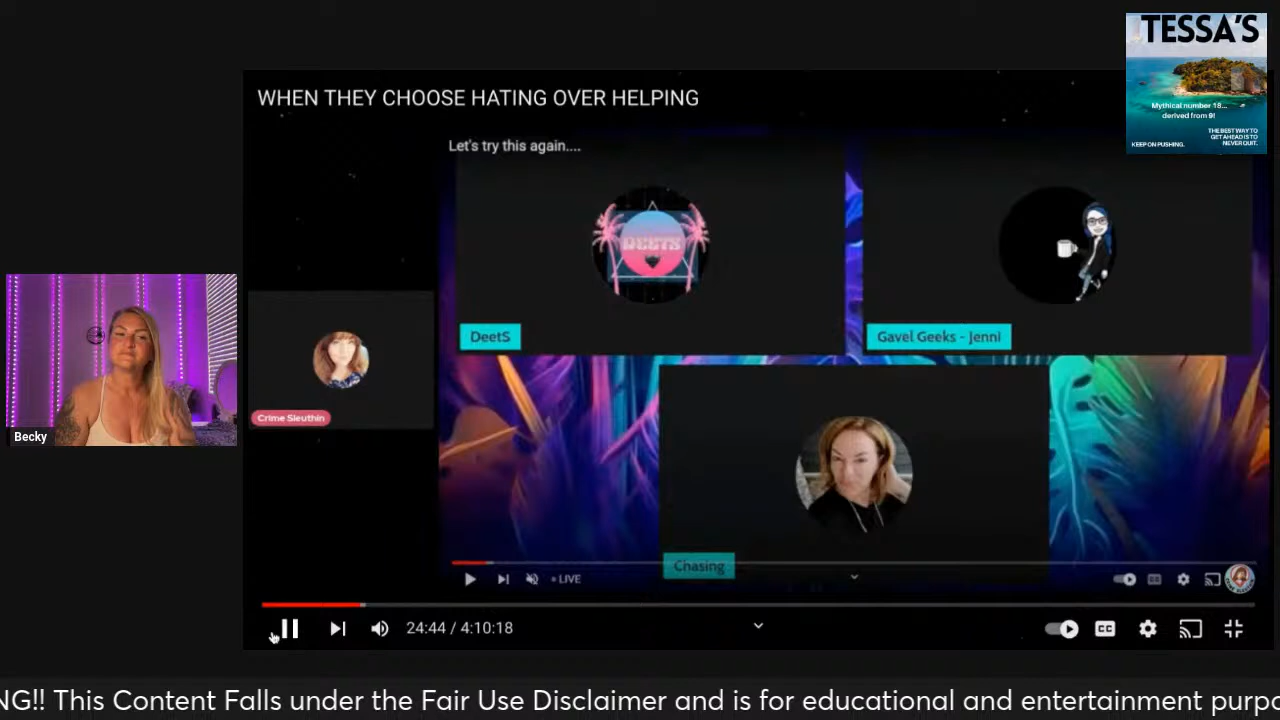 TESSA'S
Mythical number 18...
derived from 9!
THE BEST WAY TO
GET AHEAD IS TO
NEVER QUIT.
KEEP ON PUSHING.
WHEN THEY CHOOSE HATING OVER HELPING
Let's try this again....
DEETS
DeetS
Gavel Geeks - Jenni
Crime Sleuthin
Becky
Chasing
LIVE
CC
24:44 / 4:10:18
CC
NG!! This Content Falls under the Fair Use Disclaimer and is for educational and entertainment purpo